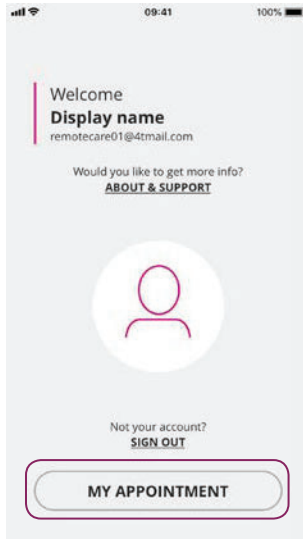 09:41
100%
Welcome
Display name
remotecare01@4tmail.com
Would you like to get more info?
ABOUT & SUPPORT
Not your account?
SIGN OUT
MY APPOINTMENT